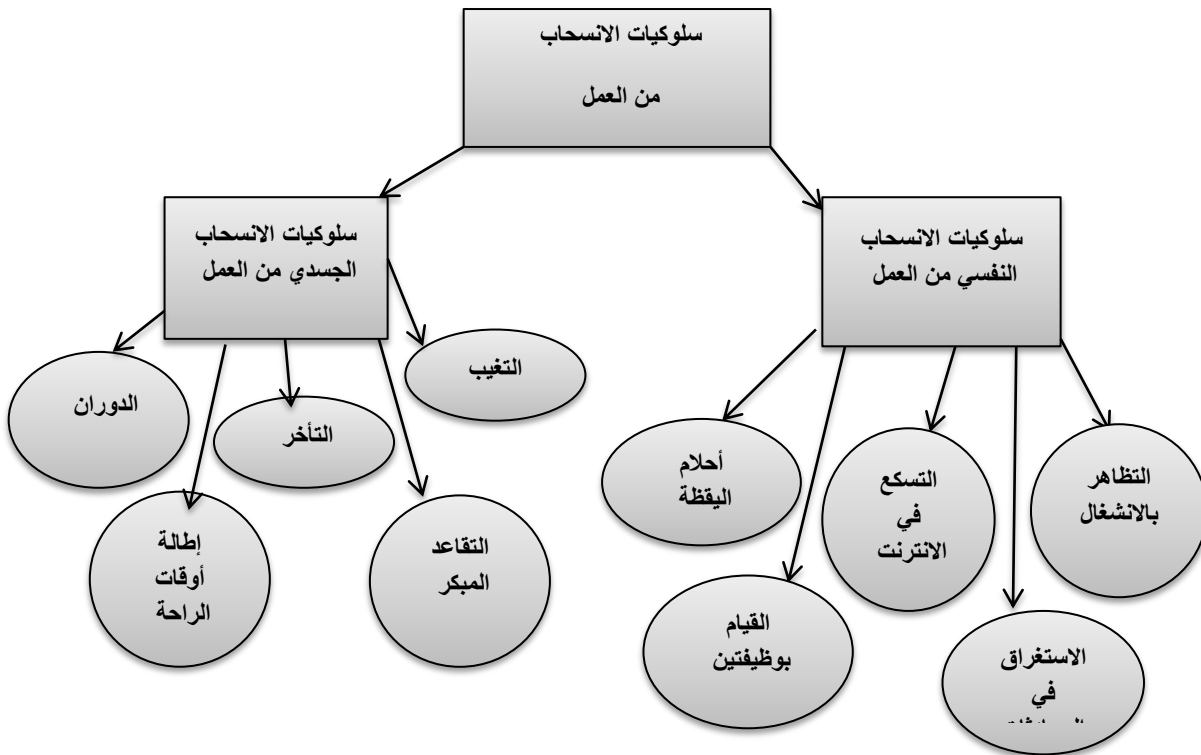 سلوكيات الانسحاب
من العمل
سلوكيات الانسحاب
النفسي من العمل
سلوكيات الانسحاب
الجسدي من العمل
التظاهر
بالانشغال
التسكع
في
الانترنت
أحلام
اليقظة
الاستغراق
في
القيام
بوظيفتين
التغيب
التأخر
الدوران
التقاعد
المبكر
إطالة
أوقات
الراحة